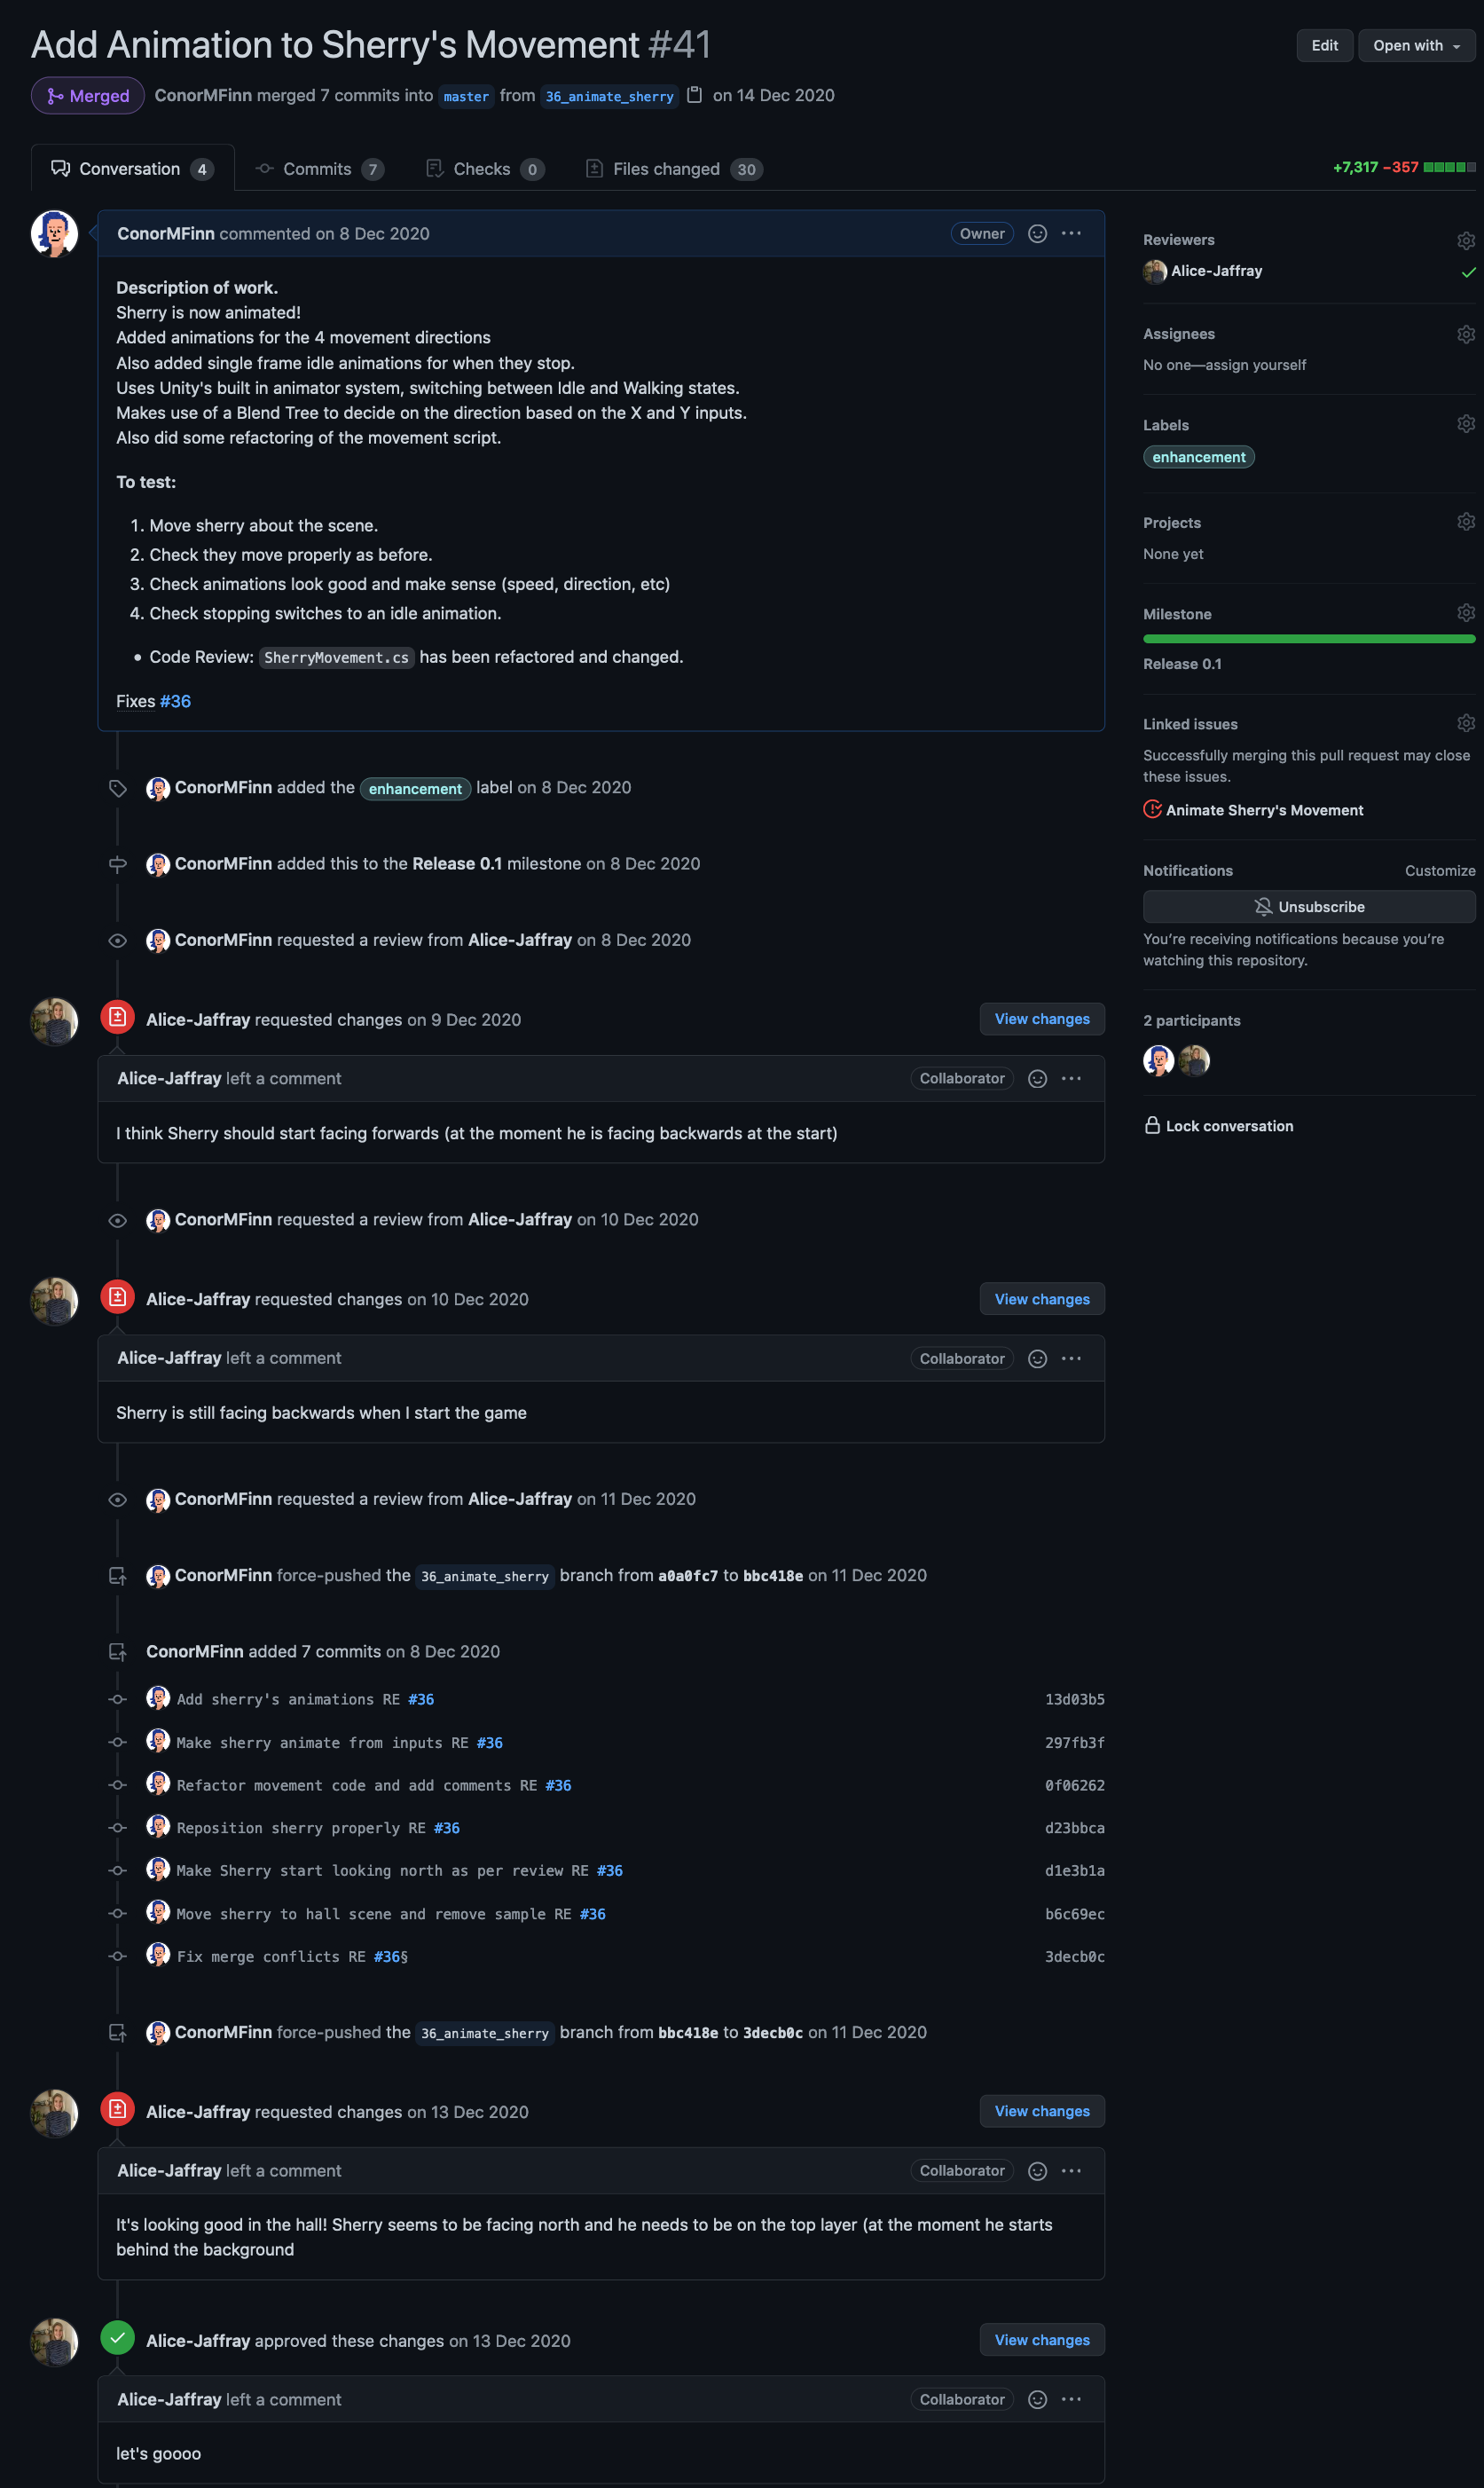 Add Animation to Sherry's Movement #41
Edit
Open with
Merged
ConorMFinn merged 7 commits into master from 36_animate_sherry on 14 Dec 2020
Conversation 4
Commits 7
Checks 0
Files changed 30
+7,317 −357
ConorMFinn commented on 8 Dec 2020
Owner
Description of work.
Sherry is now animated!
Added animations for the 4 movement directions
Also added single frame idle animations for when they stop.
Uses Unity's built in animator system, switching between Idle and Walking states.
Makes use of a Blend Tree to decide on the direction based on the X and Y inputs.
Also did some refactoring of the movement script.
To test:
1. Move sherry about the scene.
2. Check they move properly as before.
3. Check animations look good and make sense (speed, direction, etc)
4. Check stopping switches to an idle animation.
• Code Review: SherryMovement.cs has been refactored and changed.
Fixes #36
ConorMFinn added the enhancement label on 8 Dec 2020
ConorMFinn added this to the Release 0.1 milestone on 8 Dec 2020
ConorMFinn requested a review from Alice-Jaffray on 8 Dec 2020
Alice-Jaffray requested changes on 9 Dec 2020
View changes
Alice-Jaffray left a comment
Collaborator
I think Sherry should start facing forwards (at the moment he is facing backwards at the start)
ConorMFinn requested a review from Alice-Jaffray on 10 Dec 2020
Alice-Jaffray requested changes on 10 Dec 2020
View changes
Alice-Jaffray left a comment
Collaborator
Sherry is still facing backwards when I start the game
ConorMFinn requested a review from Alice-Jaffray on 11 Dec 2020
ConorMFinn force-pushed the 36_animate_sherry branch from a0a0fc7 to bbc418e on 11 Dec 2020
ConorMFinn added 7 commits on 8 Dec 2020
Add sherry's animations RE #36
13d03b5
Make sherry animate from inputs RE #36
297fb3f
Refactor movement code and add comments RE #36
0f06262
Reposition sherry properly RE #36
d23bbca
Make Sherry start looking north as per review RE #36
d1e3b1a
Move sherry to hall scene and remove sample RE #36
b6c69ec
Fix merge conflicts RE #36§
3decb0c
ConorMFinn force-pushed the 36_animate_sherry branch from bbc418e to 3decb0c on 11 Dec 2020
Alice-Jaffray requested changes on 13 Dec 2020
View changes
Alice-Jaffray left a comment
Collaborator
It's looking good in the hall! Sherry seems to be facing north and he needs to be on the top layer (at the moment he starts
behind the background
Alice-Jaffray approved these changes on 13 Dec 2020
View changes
Alice-Jaffray left a comment
Collaborator
let's goooo
Reviewers
Alice-Jaffray
Assignees
No one—assign yourself
Labels
enhancement
Projects
None yet
Milestone
Release 0.1
Linked issues
Successfully merging this pull request may close
these issues.
Animate Sherry's Movement
Notifications
Customize
Unsubscribe
You're receiving notifications because you're
watching this repository.
2 participants
Lock conversation